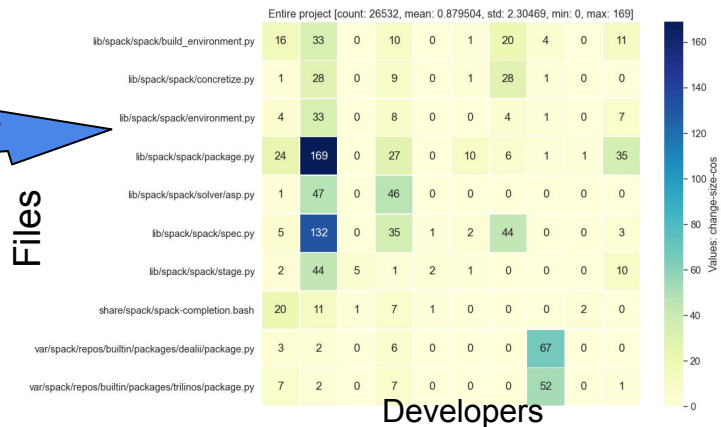 Entire project [count: 26532, mean: 0.879504, std: 2.30469, min: 0, max: 169]
lib/spack/spack/build_environment.py 16 33 0 10 0 1 20 4 0 11
lib/spack/spack/concretize.py 1 28 0 9 0 1 28 1 0 0
lib/spack/spack/environment.py 4 33 0 8 0 0 4 1 0 7
lib/spack/spack/package.py 24 169 0 27 0 10 6 1 1 35
lib/spack/spack/solver/asp.py 1 47 0 46 0 0 0 0 0 0
lib/spack/spack/spec.py 5 132 0 35 1 2 44 0 0 3
lib/spack/spack/stage.py 2 44 5 1 2 1 0 0 0 10
share/spack/spack-completion.bash 20 11 1 7 1 0 0 0 2 0
var/spack/repos/builtin/packages/dealii/package.py 3 2 0 6 0 0 0 67 0 0
var/spack/repos/builtin/packages/trilinos/package.py 7 2 0 7 0 0 0 52 0 1
Files
Developers
160
140
120
100
80
60
40
20
0
Values: change-size-cos